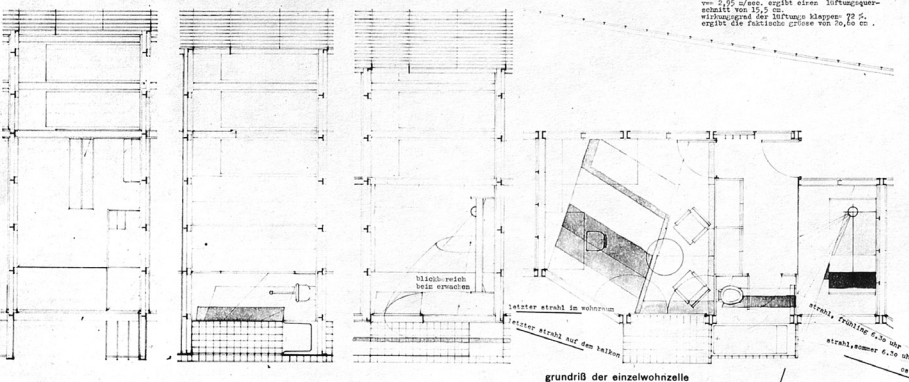 v== 2,95 m/sec. ergibt einen lüftungsquer-
schnitt von 15,5 cm.
wirkungsgrad der lüftungs klappen 72 %.
ergibt die faktische grösse von 20,60 cm .
blickbereich
beim erwachen
letzter strahl im wohnraum
letzter strahl auf dem balkon
strahl, frühling 6.30 uhr
strahl, sommer 6.30 uh
grundriß der einzelwohnzelle